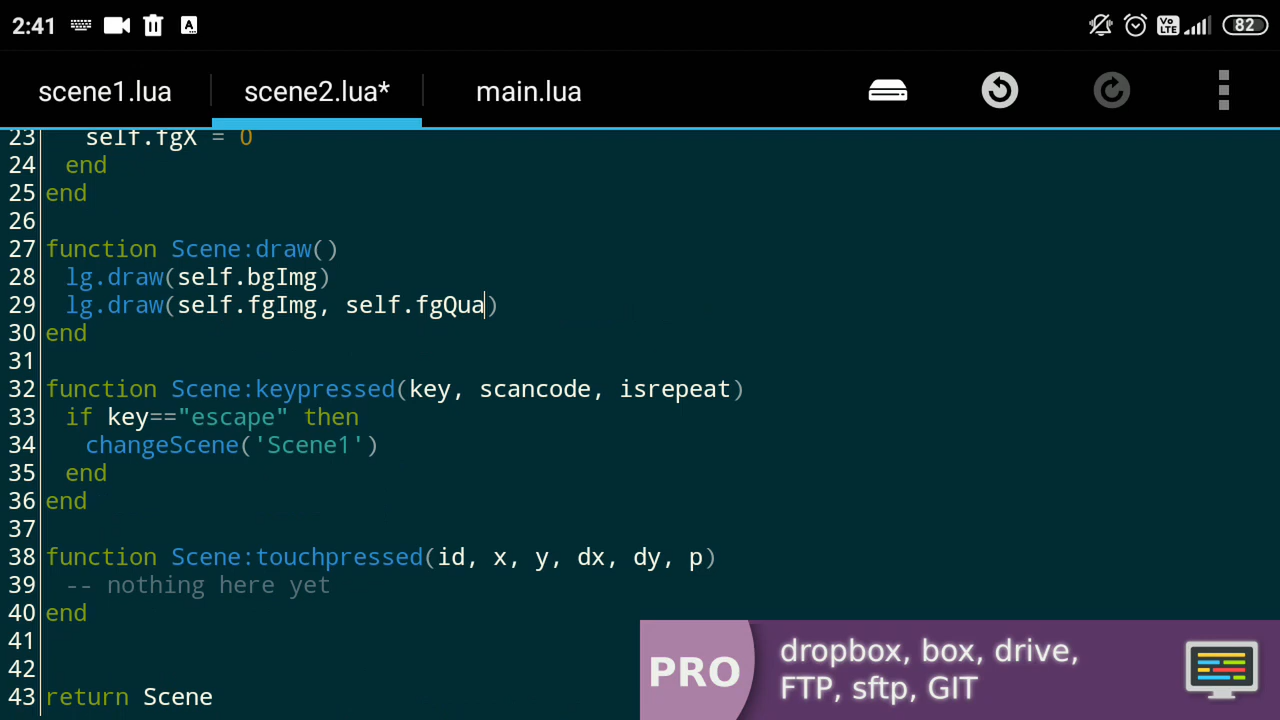 2:41 A Vo LTE 82
scene1.lua scene2.lua* main.lua
23 self.fgX = 0
24 end
25 end
26
27 function Scene:draw()
28 lg.draw(self.bgImg)
29 lg.draw(self.fgImg, self.fgQua)
30 end
31
32 function Scene:keypressed(key, scancode, isrepeat)
33 if key=="escape" then
34 changeScene('Scene1')
35 end
36 end
37
38 function Scene:touchpressed(id, x, y, dx, dy, p)
39 -- nothing here yet
40 end
41
42
43 return Scene
PRO
dropbox, box, drive,
FTP, sftp, GIT